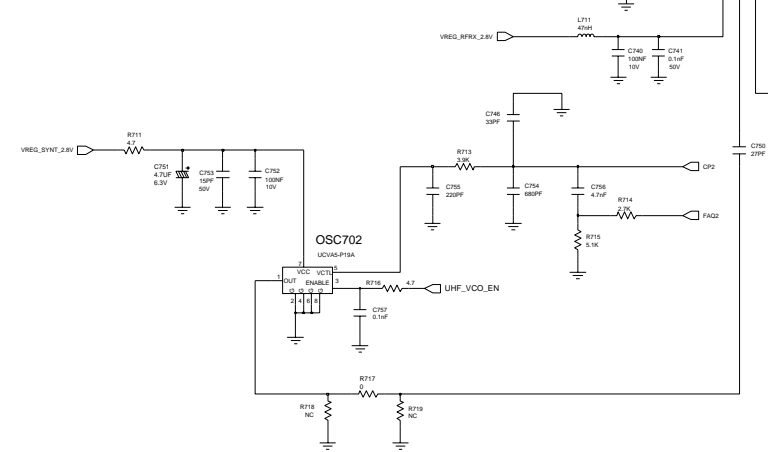 L711
47nH
VREG_RFRX_2.8V
C740
100NF
10V
C741
0.1nF
50V
C746
33PF
R711
4.7
VREG_SYNT_2.8V
C751
4.7UF
6.3V
C753
15PF
50V
C752
100NF
10V
R713
3.9K
C750
27PF
CP2
C755
220PF
C754
680PF
C756
4.7nF
R714
2.7K
FAQ2
R715
5.1K
OSC702
UCVA5-P19A
7
VCC
VCTL
5
1
OUT
ENABLE
3
G G G G
2 4 6 8
R716
4.7
UHF_VCO_EN
C757
0.1nF
R717
0
R718
NC
R719
NC